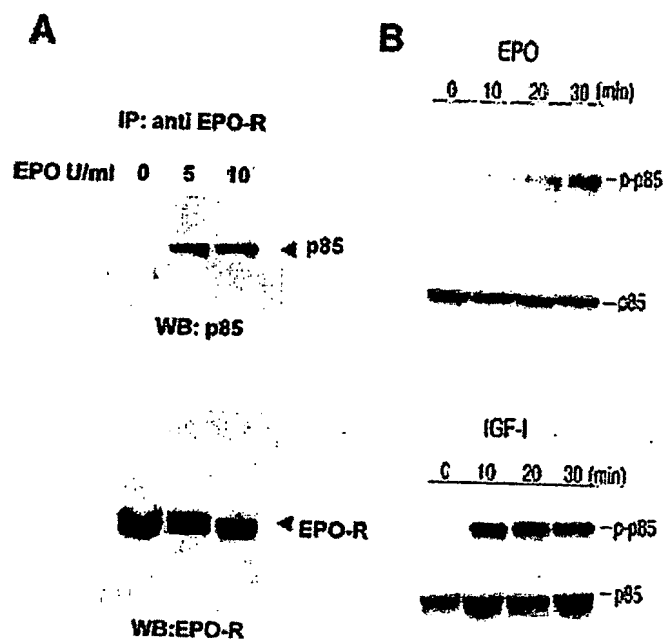 A
IP: anti EPO-R
EPO U/ml 0 5 10
p85
WB: p85
EPO-R
WB:EPO-R
B
EPO
0 10 20 30 (min)
p-p85
p85
IGF-I
0 10 20 30 (min)
p-p85
p85